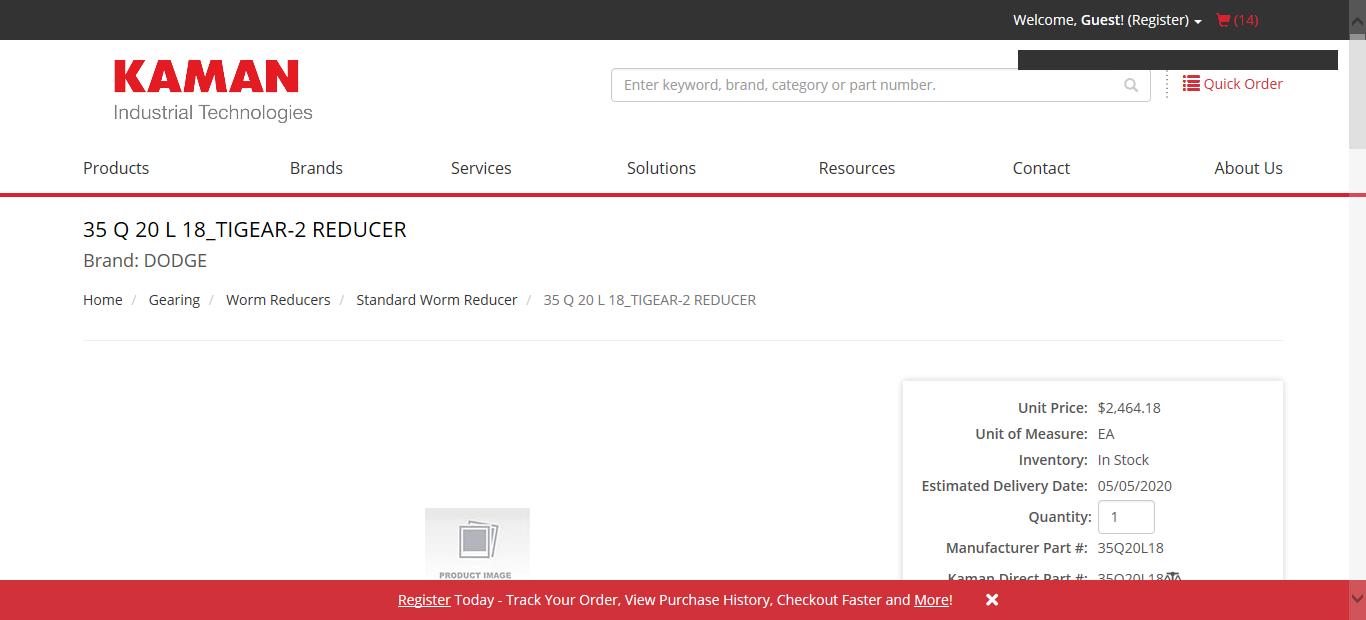 Welcome, Guest! (Register) (14)
KAMAN
Industrial Technologies
Enter keyword, brand, category or part number.
Quick Order
Products Brands Services Solutions Resources Contact About Us
35 Q 20 L 18_TIGEAR-2 REDUCER
Brand: DODGE
Home / Gearing / Worm Reducers / Standard Worm Reducer / 35 Q 20 L 18_TIGEAR-2 REDUCER
Unit Price: $2,464.18
Unit of Measure: EA
Inventory: In Stock
Estimated Delivery Date: 05/05/2020
Quantity: 1
Manufacturer Part #: 35Q20L18
Kaman Direct Part #: 35Q20L18
PRODUCT IMAGE
Register Today - Track Your Order, View Purchase History, Checkout Faster and More!